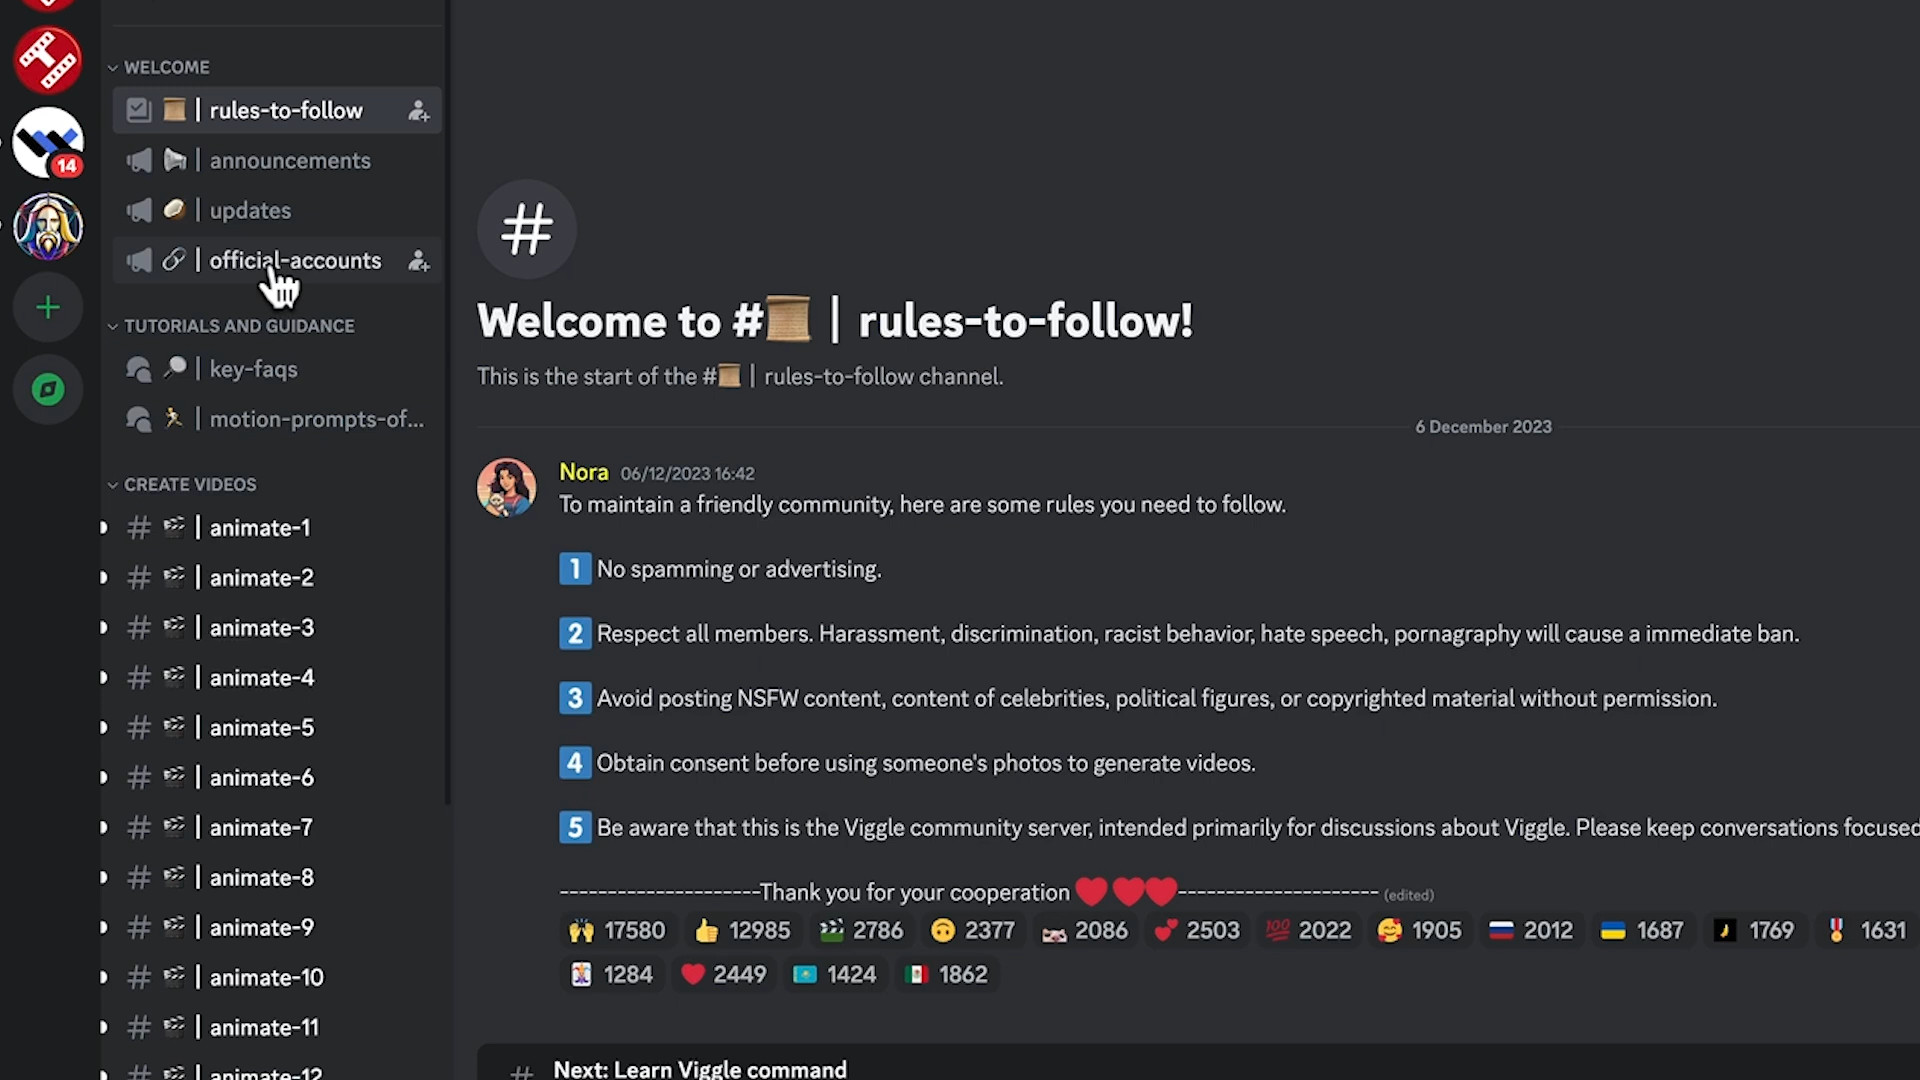 WELCOME
| rules-to-follow
| announcements
| updates
| official-accounts
TUTORIALS AND GUIDANCE
| key-faqs
| motion-prompts-of...
CREATE VIDEOS
# | animate-1
# | animate-2
# | animate-3
# | animate-4
# | animate-5
# | animate-6
# | animate-7
# | animate-8
# | animate-9
# | animate-10
# | animate-11
# | animate-12
14
#
Welcome to #📜 | rules-to-follow!
This is the start of the #📜 | rules-to-follow channel.
6 December 2023
Nora 06/12/2023 16:42
To maintain a friendly community, here are some rules you need to follow.
1 No spamming or advertising.
2 Respect all members. Harassment, discrimination, racist behavior, hate speech, pornagraphy will cause a immediate ban.
3 Avoid posting NSFW content, content of celebrities, political figures, or copyrighted material without permission.
4 Obtain consent before using someone's photos to generate videos.
5 Be aware that this is the Viggle community server, intended primarily for discussions about Viggle. Please keep conversations focused
---------------------Thank you for your cooperation ❤️❤️❤️--------------------- (edited)
17580 12985 2786 2377 2086 2503 100 2022 1905 2012 1687 1769 1631
1284 2449 1424 1862
# Next: Learn Viggle command